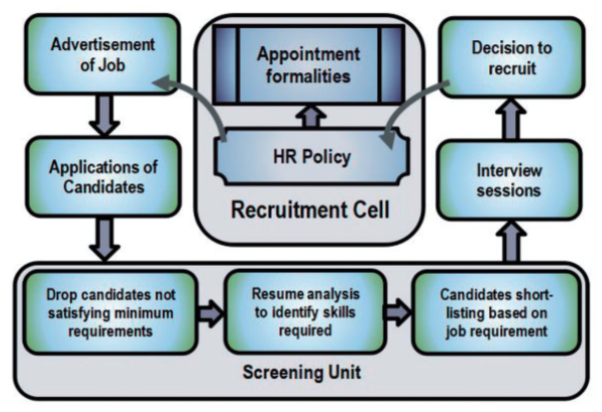 Advertisement
of Job
Applications of
Candidates
Appointment
formalities
HR Policy
Recruitment Cell
Decision to
recruit
Interview
sessions
Drop candidates not
satisfying minimum
requirements
Resume analysis
to identify skills
required
Candidates short-
listing based on
job requirement
Screening Unit